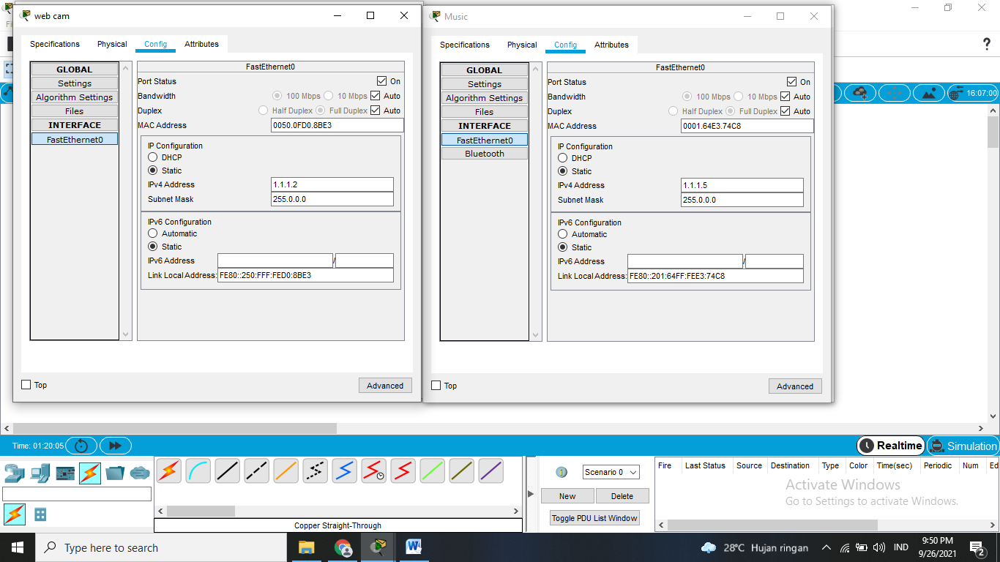 web cam
Specifications Physical Config Attributes
GLOBAL
Settings
Algorithm Settings
Files
INTERFACE
FastEthernet0
FastEthernet0
Port Status On
Bandwidth 100 Mbps 10 Mbps Auto
Duplex Half Duplex Full Duplex Auto
MAC Address 0050.0FD0.8BE3
IP Configuration
DHCP
Static
IPv4 Address 1.1.1.2
Subnet Mask 255.0.0.0
IPv6 Configuration
Automatic
Static
IPv6 Address /
Link Local Address: FE80::250:FFF:FED0:8BE3
Top Advanced
Music
Specifications Physical Config Attributes
GLOBAL
Settings
Algorithm Settings
Files
INTERFACE
FastEthernet0
Bluetooth
FastEthernet0
Port Status On
Bandwidth 100 Mbps 10 Mbps Auto
Duplex Half Duplex Full Duplex Auto
MAC Address 0001.64E3.74C8
IP Configuration
DHCP
Static
IPv4 Address 1.1.1.5
Subnet Mask 255.0.0.0
IPv6 Configuration
Automatic
Static
IPv6 Address /
Link Local Address: FE80::201:64FF:FEE3:74C8
Top Advanced
?
16:07:00
Time: 01:20:05
Realtime Simulation
Copper Straight-Through
Scenario 0
New Delete
Toggle PDU List Window
Fire Last Status Source Destination Type Color Time(sec) Periodic Num Ed
Activate Windows
Go to Settings to activate Windows.
Type here to search
28°C Hujan ringan
IND
9:50 PM
9/26/2021
2